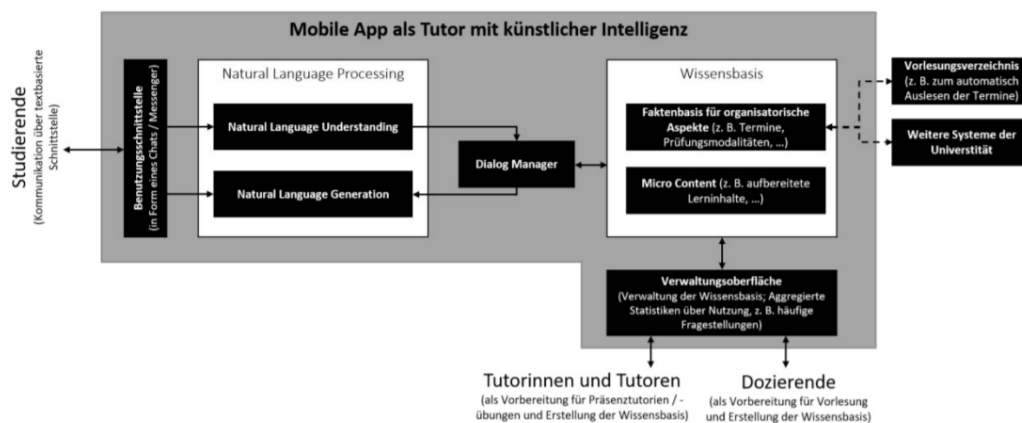 Mobile App als Tutor mit künstlicher Intelligenz
Studierende
(Kommunikation über textbasierte
Schnittstelle)
Benutzungsschnittstelle
(in Form eines Chats / Messenger)
Natural Language Processing
Natural Language Understanding
Natural Language Generation
Dialog Manager
Wissensbasis
Faktenbasis für organisatorische
Aspekte (z. B. Termine,
Prüfungsmodalitäten, ...)
Micro Content (z. B. aufbereitete
Lerninhalte, ...)
Vorlesungsverzeichnis
(z. B. zum automatisch
Auslesen der Termine)
Weitere Systeme der
Universtität
Verwaltungsoberfläche
(Verwaltung der Wissensbasis; Aggregierte
Statistiken über Nutzung, z. B. häufige
Fragestellungen)
Tutorinnen und Tutoren
(als Vorbereitung für Präsenztutorien / -
übungen und Erstellung der Wissensbasis)
Dozierende
(als Vorbereitung für Vorlesung
und Erstellung der Wissensbasis)